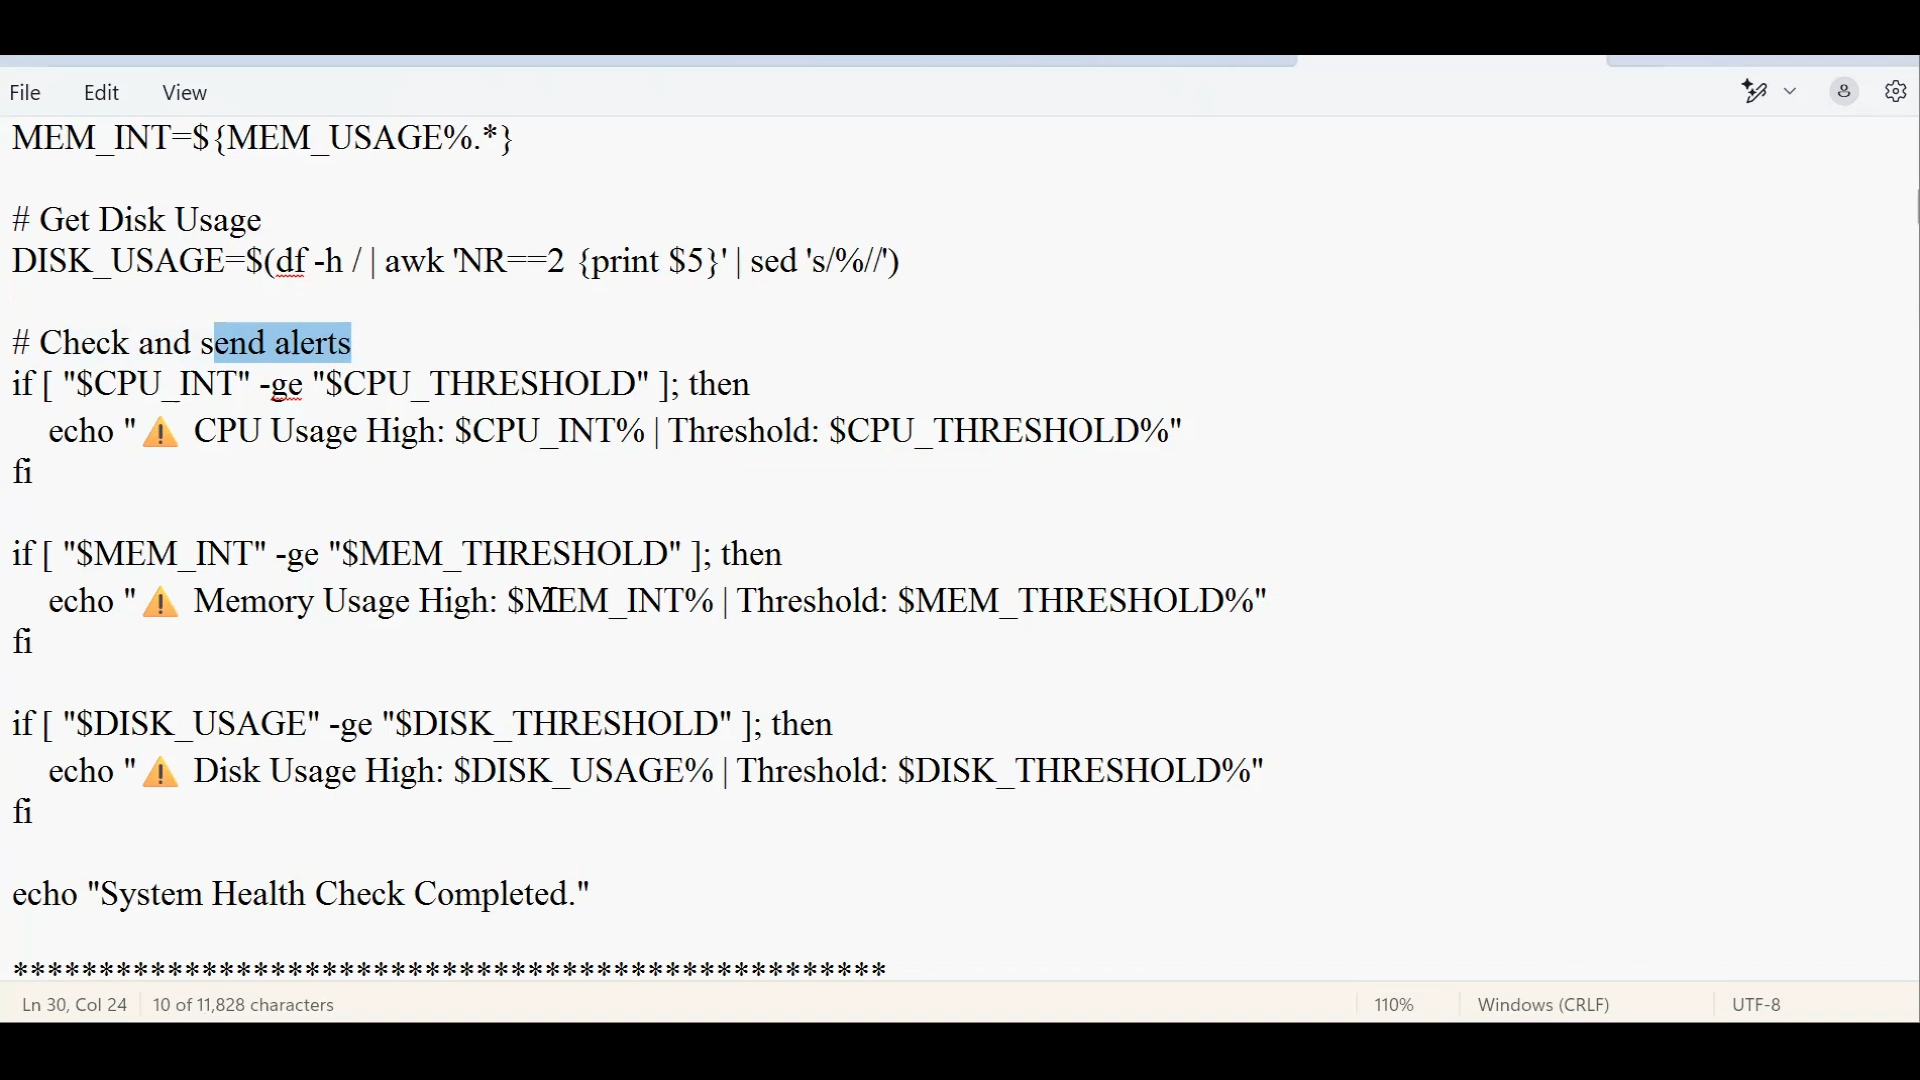 File Edit View
MEM_INT=${MEM_USAGE%.*}
# Get Disk Usage
DISK_USAGE=$(df -h / | awk 'NR==2 {print $5}' | sed 's/%//')
# Check and send alerts
if [ "$CPU_INT" -ge "$CPU_THRESHOLD" ]; then
    echo "⚠️ CPU Usage High: $CPU_INT% | Threshold: $CPU_THRESHOLD%"
fi
if [ "$MEM_INT" -ge "$MEM_THRESHOLD" ]; then
    echo "⚠️ Memory Usage High: $MEM_INT% | Threshold: $MEM_THRESHOLD%"
fi
if [ "$DISK_USAGE" -ge "$DISK_THRESHOLD" ]; then
    echo "⚠️ Disk Usage High: $DISK_USAGE% | Threshold: $DISK_THRESHOLD%"
fi
echo "System Health Check Completed."
***************************************************
Ln 30, Col 24 10 of 11,828 characters 110% Windows (CRLF) UTF-8